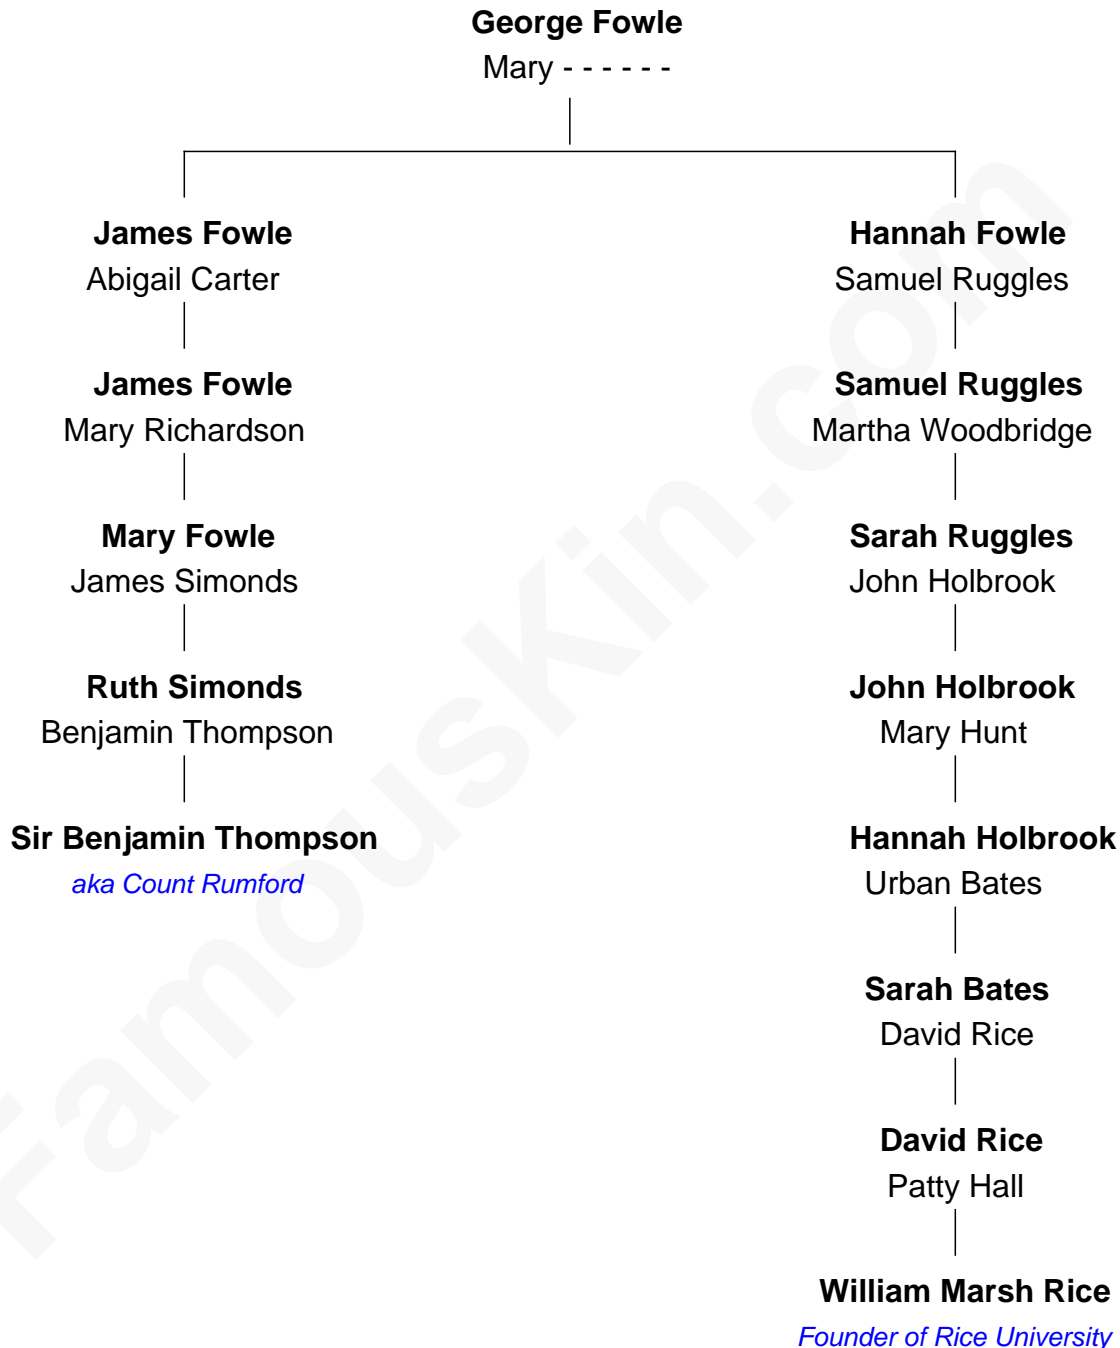 George Fowle
Mary - - - - - -
James Fowle
Abigail Carter
James Fowle
Mary Richardson
Mary Fowle
James Simonds
Ruth Simonds
Benjamin Thompson
Sir Benjamin Thompson
aka Count Rumford
Hannah Fowle
Samuel Ruggles
Samuel Ruggles
Martha Woodbridge
Sarah Ruggles
John Holbrook
John Holbrook
Mary Hunt
Hannah Holbrook
Urban Bates
Sarah Bates
David Rice
David Rice
Patty Hall
William Marsh Rice
Founder of Rice University
FamousKin.com